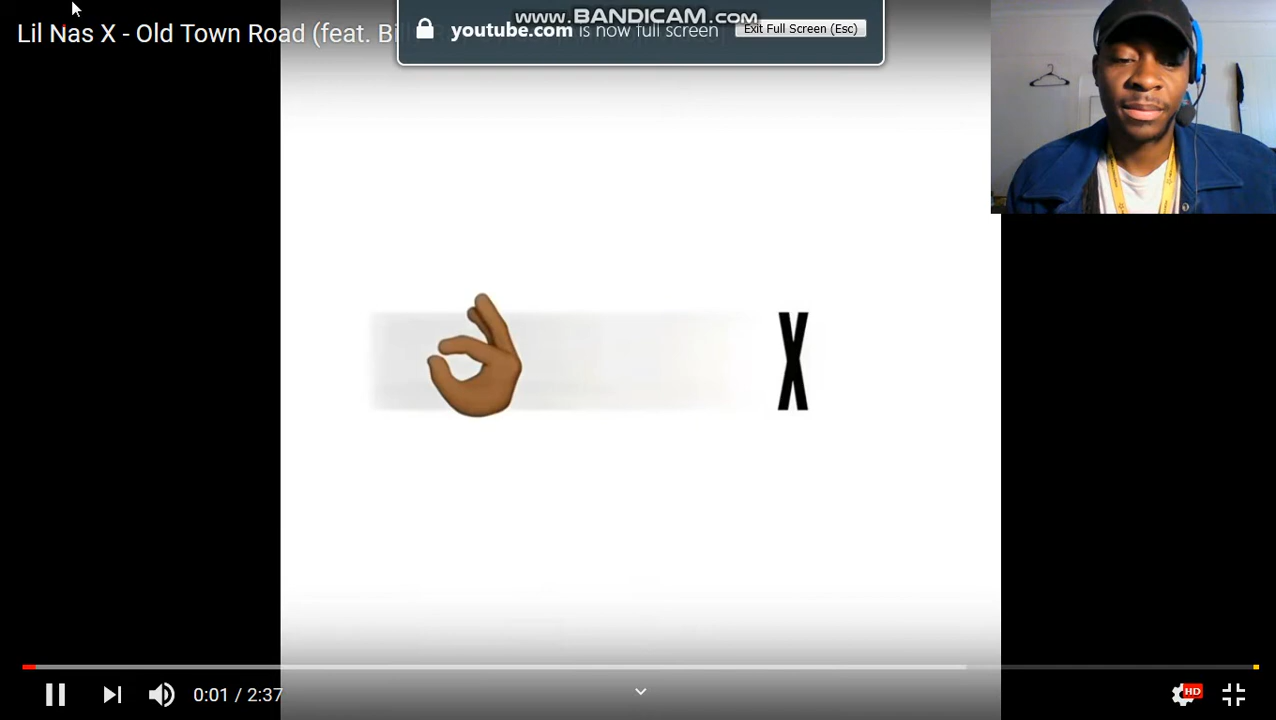 www.BANDICAM.com
Lil Nas X - Old Town Road (feat. Bil
youtube.com is now full screen
Exit Full Screen (Esc)
X
0:01 / 2:37
HD